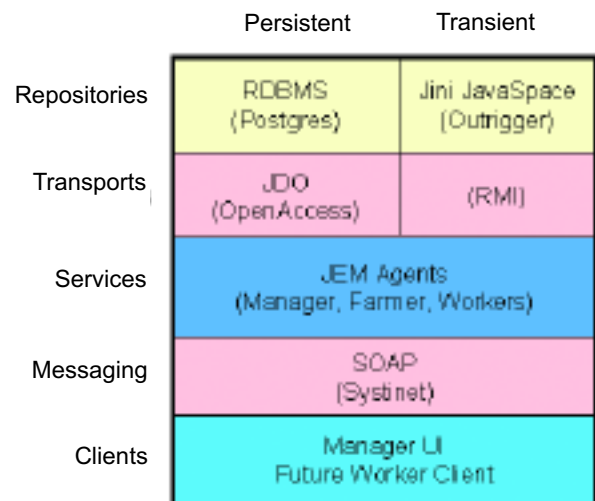 Persistent Transient
Repositories
RDBMS
(Postgres)
Jini JavaSpace
(Outrigger)
Transports
JDO
(OpenAccess)
(RMI)
Services
JEM Agents
(Manager, Farmer, Workers)
Messaging
SOAP
(Systinet)
Clients
Manager UI
Future Worker Client